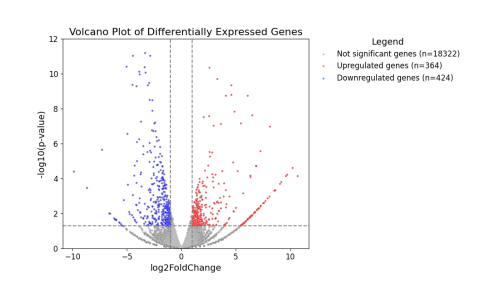 Volcano Plot of Differentially Expressed Genes
12
10
8
6
4
2
0
-log10(p-value)
−10
−5
0
5
10
log2FoldChange
Legend
Not significant genes (n=18322)
Upregulated genes (n=364)
Downregulated genes (n=424)